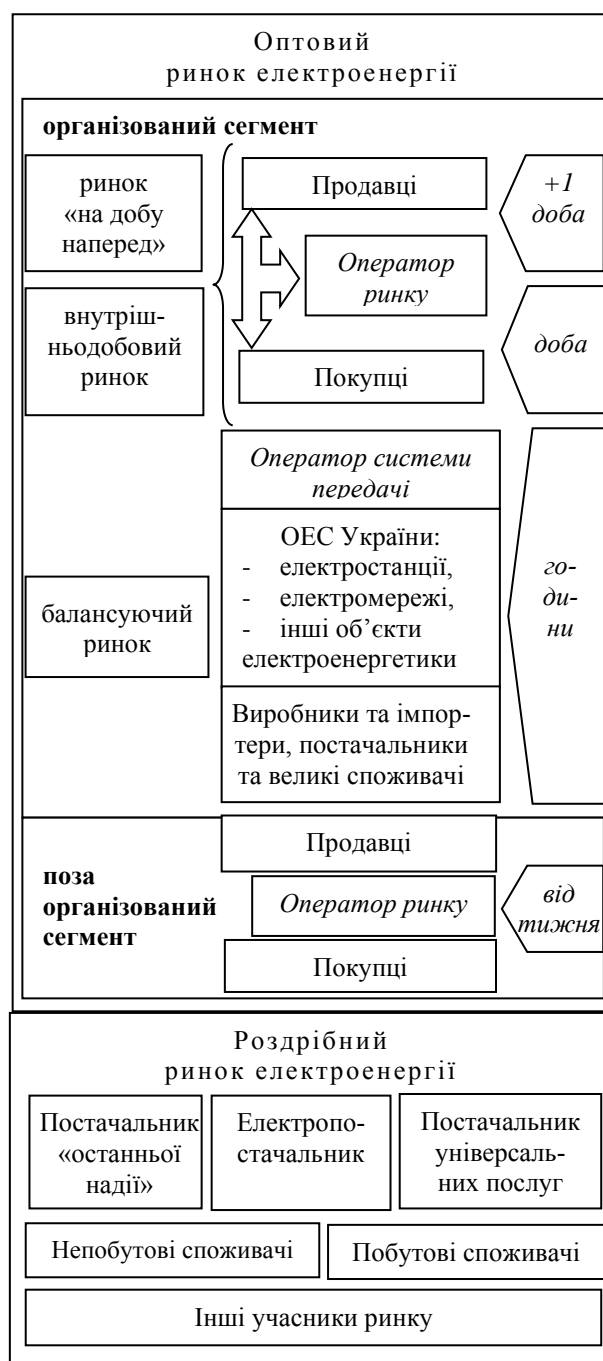 Оптовий
ринок електроенергії
організований сегмент
ринок
«на добу
наперед»
Продавці
+1
доба
Оператор
ринку
внутріш-
ньодобовий
ринок
Покупці
доба
Оператор системи
передачі
ОЕС України:
- електростанції,
- електромережі,
- інші об’єкти
електроенергетики
балансуючий
ринок
го-
ди-
ни
Виробники та імпор-
тери, постачальники
та великі споживачі
поза
організований
сегмент
Продавці
Оператор ринку
Покупці
від
тижня
Роздрібний
ринок електроенергії
Постачальник
«останньої
надії»
Електропо-
стачальник
Постачальник
універсаль-
них послуг
Непобутові споживачі
Побутові споживачі
Інші учасники ринку